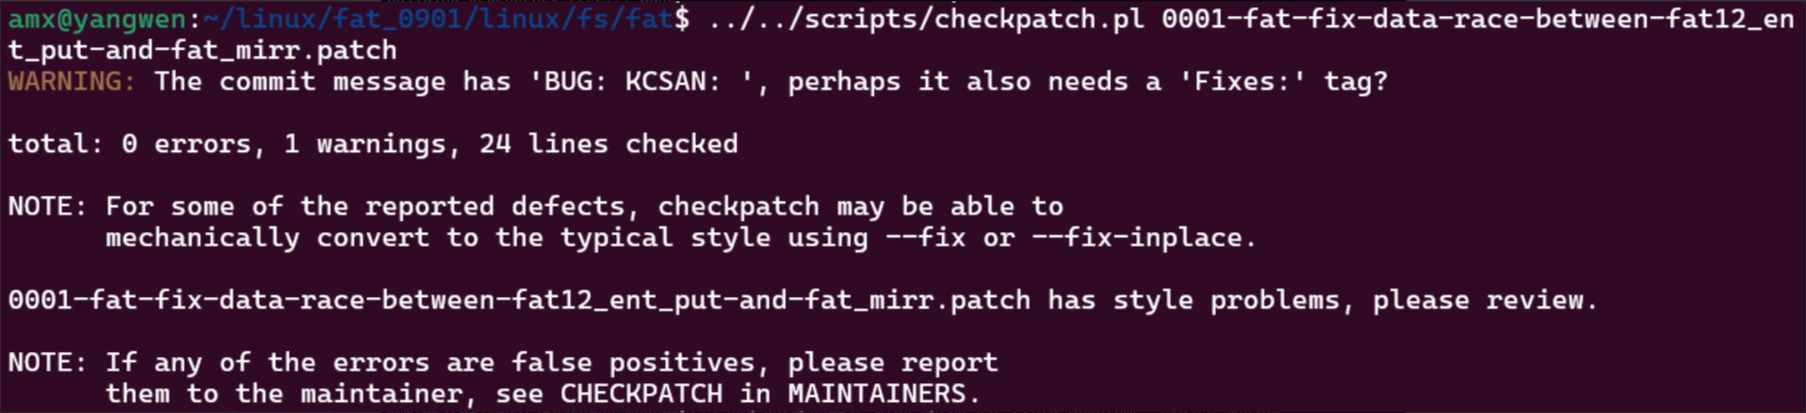 amx@yangwen:~/linux/fat_0901/linux/fs/fat$ ../../scripts/checkpatch.pl 0001-fat-fix-data-race-between-fat12_en
t_put-and-fat_mirr.patch
WARNING: The commit message has 'BUG: KCSAN: ', perhaps it also needs a 'Fixes:' tag?
total: 0 errors, 1 warnings, 24 lines checked
NOTE: For some of the reported defects, checkpatch may be able to
mechanically convert to the typical style using --fix or --fix-inplace.
0001-fat-fix-data-race-between-fat12_ent_put-and-fat_mirr.patch has style problems, please review.
NOTE: If any of the errors are false positives, please report
them to the maintainer, see CHECKPATCH in MAINTAINERS.